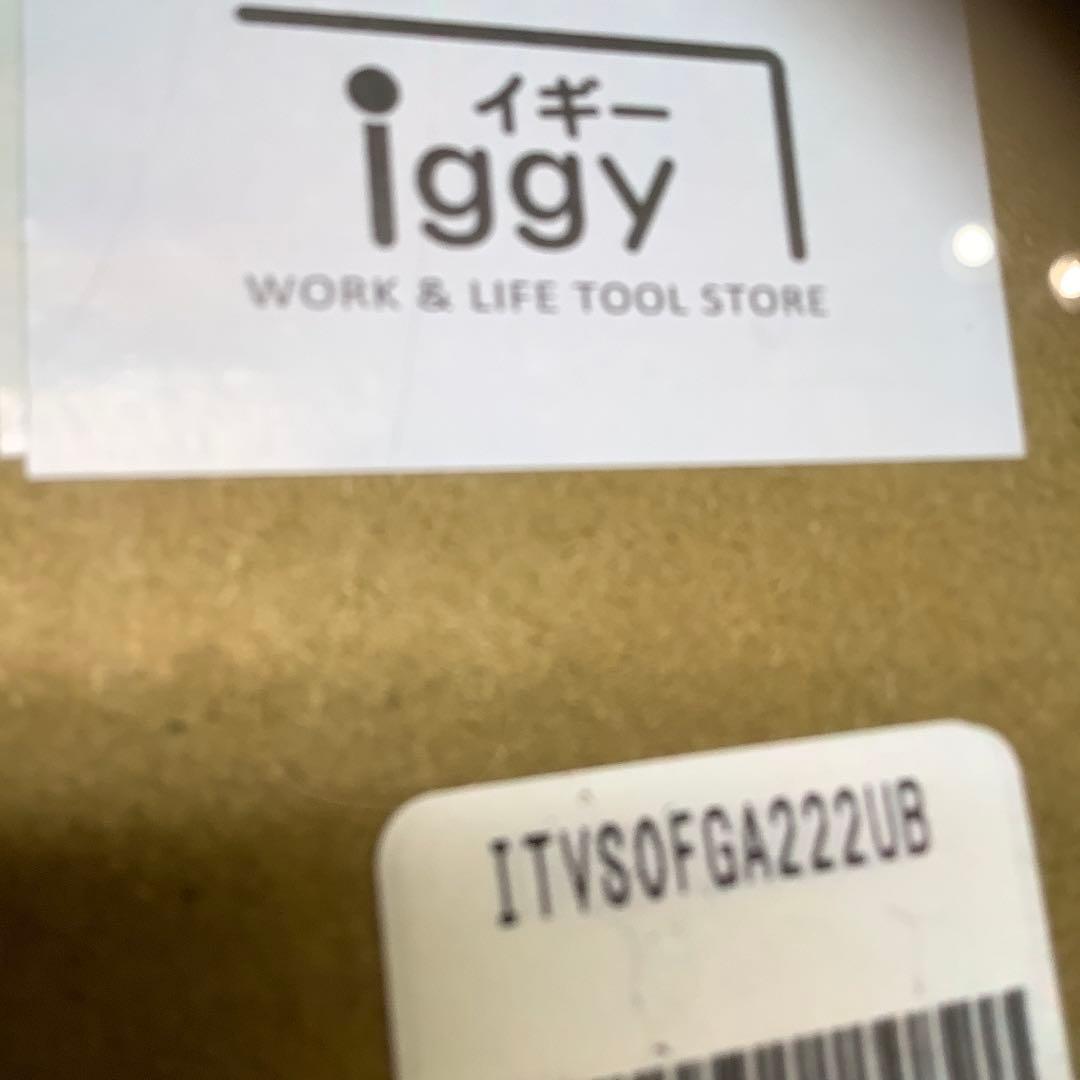 イギー
iggy
WORK & LIFE TOOL STORE
ITVSOFGA222UB